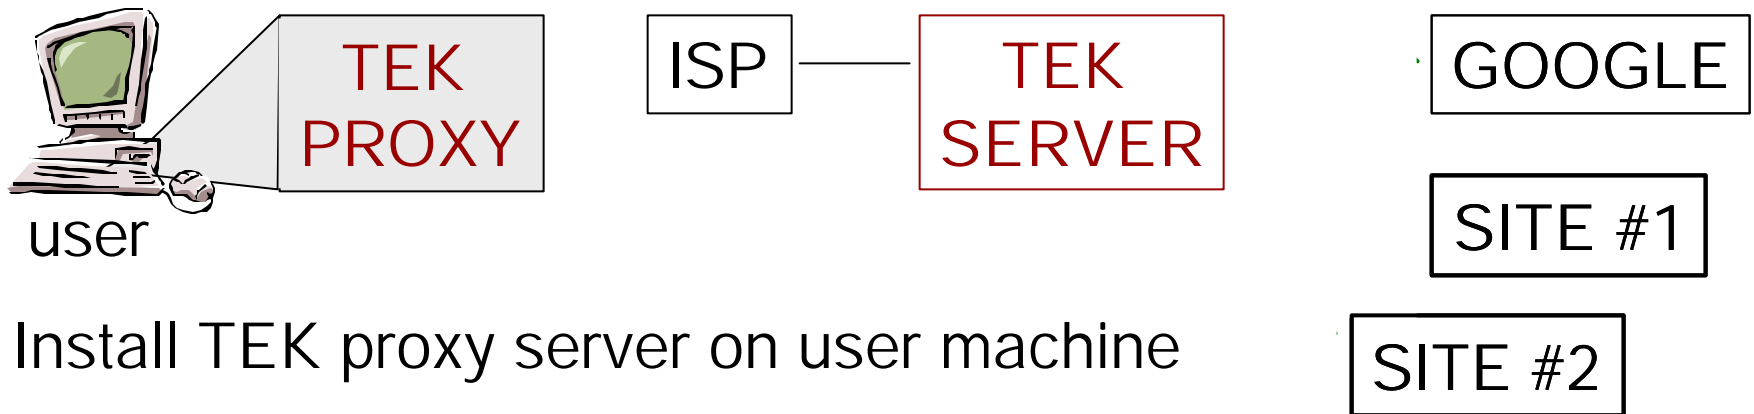 TEK
PROXY
ISP
TEK
SERVER
GOOGLE
SITE #1
user
Install TEK proxy server on user machine
SITE #2